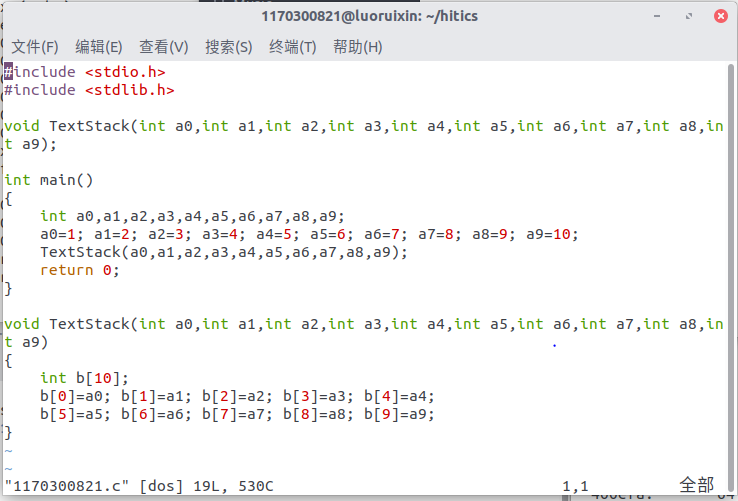 1170300821@luoruixin: ~/hitics
文件(F) 编辑(E) 查看(V) 搜索(S) 终端(T) 帮助(H)
#include <stdio.h>
#include <stdlib.h>
void TextStack(int a0,int a1,int a2,int a3,int a4,int a5,int a6,int a7,int a8,in
t a9);
int main()
{
    int a0,a1,a2,a3,a4,a5,a6,a7,a8,a9;
    a0=1; a1=2; a2=3; a3=4; a4=5; a5=6; a6=7; a7=8; a8=9; a9=10;
    TextStack(a0,a1,a2,a3,a4,a5,a6,a7,a8,a9);
    return 0;
}
void TextStack(int a0,int a1,int a2,int a3,int a4,int a5,int a6,int a7,int a8,in
t a9)
{
    int b[10];
    b[0]=a0; b[1]=a1; b[2]=a2; b[3]=a3; b[4]=a4;
    b[5]=a5; b[6]=a6; b[7]=a7; b[8]=a8; b[9]=a9;
}
~
~
"1170300821.c" [dos] 19L, 530C 1,1 全部